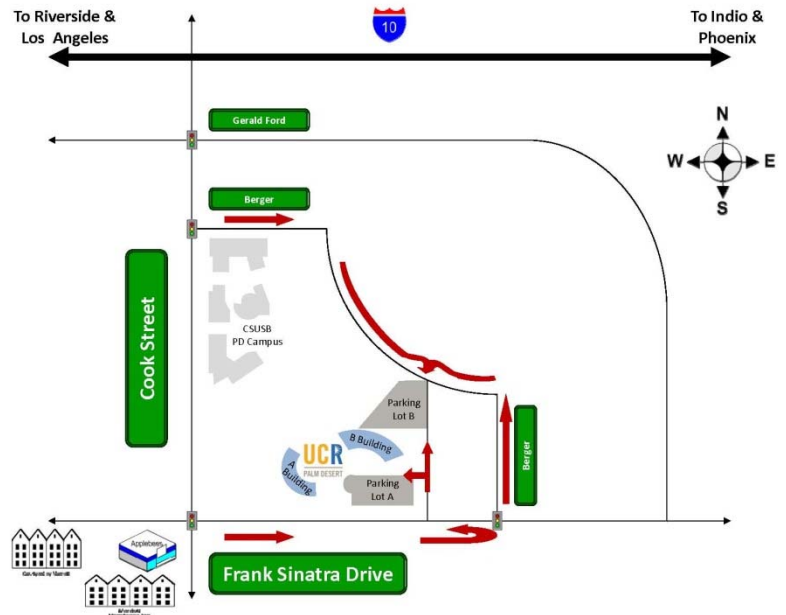 To Riverside &
Los Angeles
10
To Indio &
Phoenix
Gerald Ford
N
W
E
S
Berger
Cook Street
CSUSB
PD Campus
Parking
Lot B
B Building
UCR
PALM DESERT
A Building
Parking
Lot A
Berger
Applebees
Frank Sinatra Drive